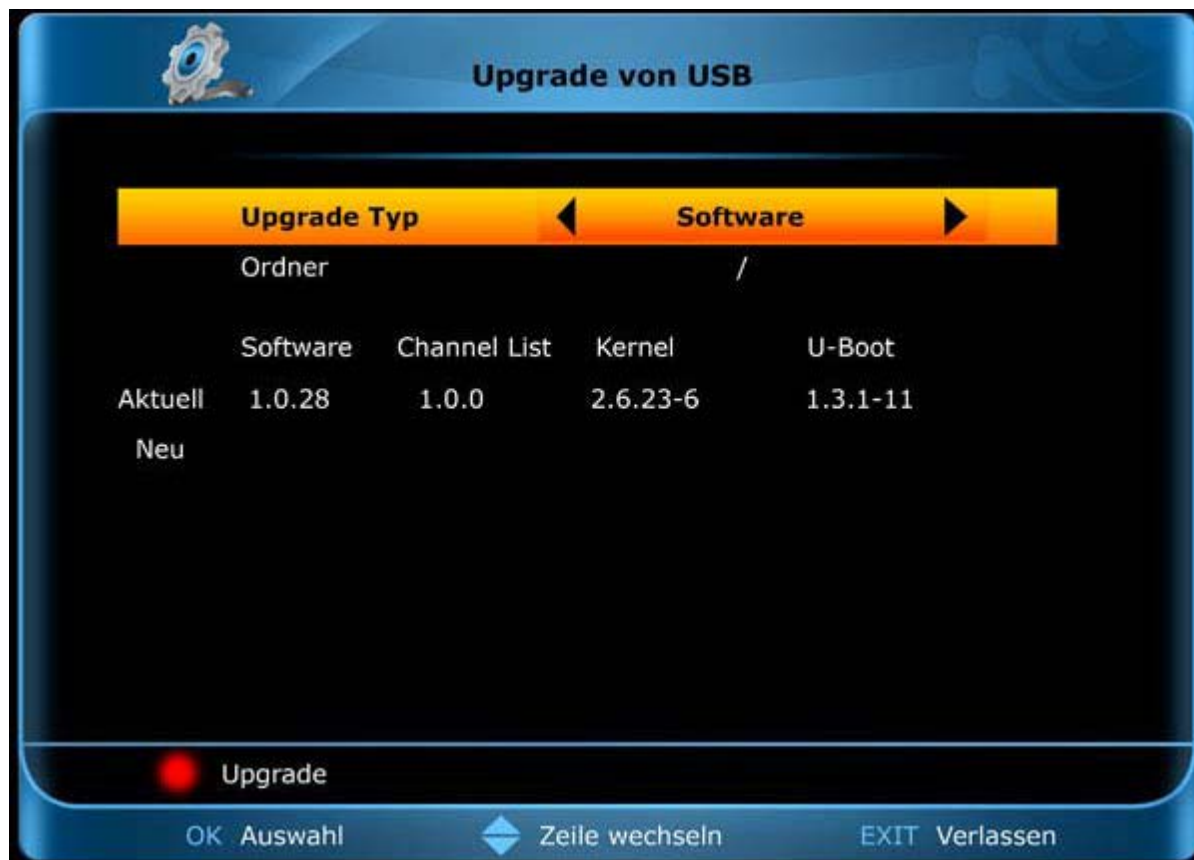 Upgrade von USB
Upgrade Typ Software
Ordner /
Software Channel List Kernel U-Boot
Aktuell 1.0.28 1.0.0 2.6.23-6 1.3.1-11
Neu
Upgrade
OK Auswahl Zeile wechseln EXIT Verlassen